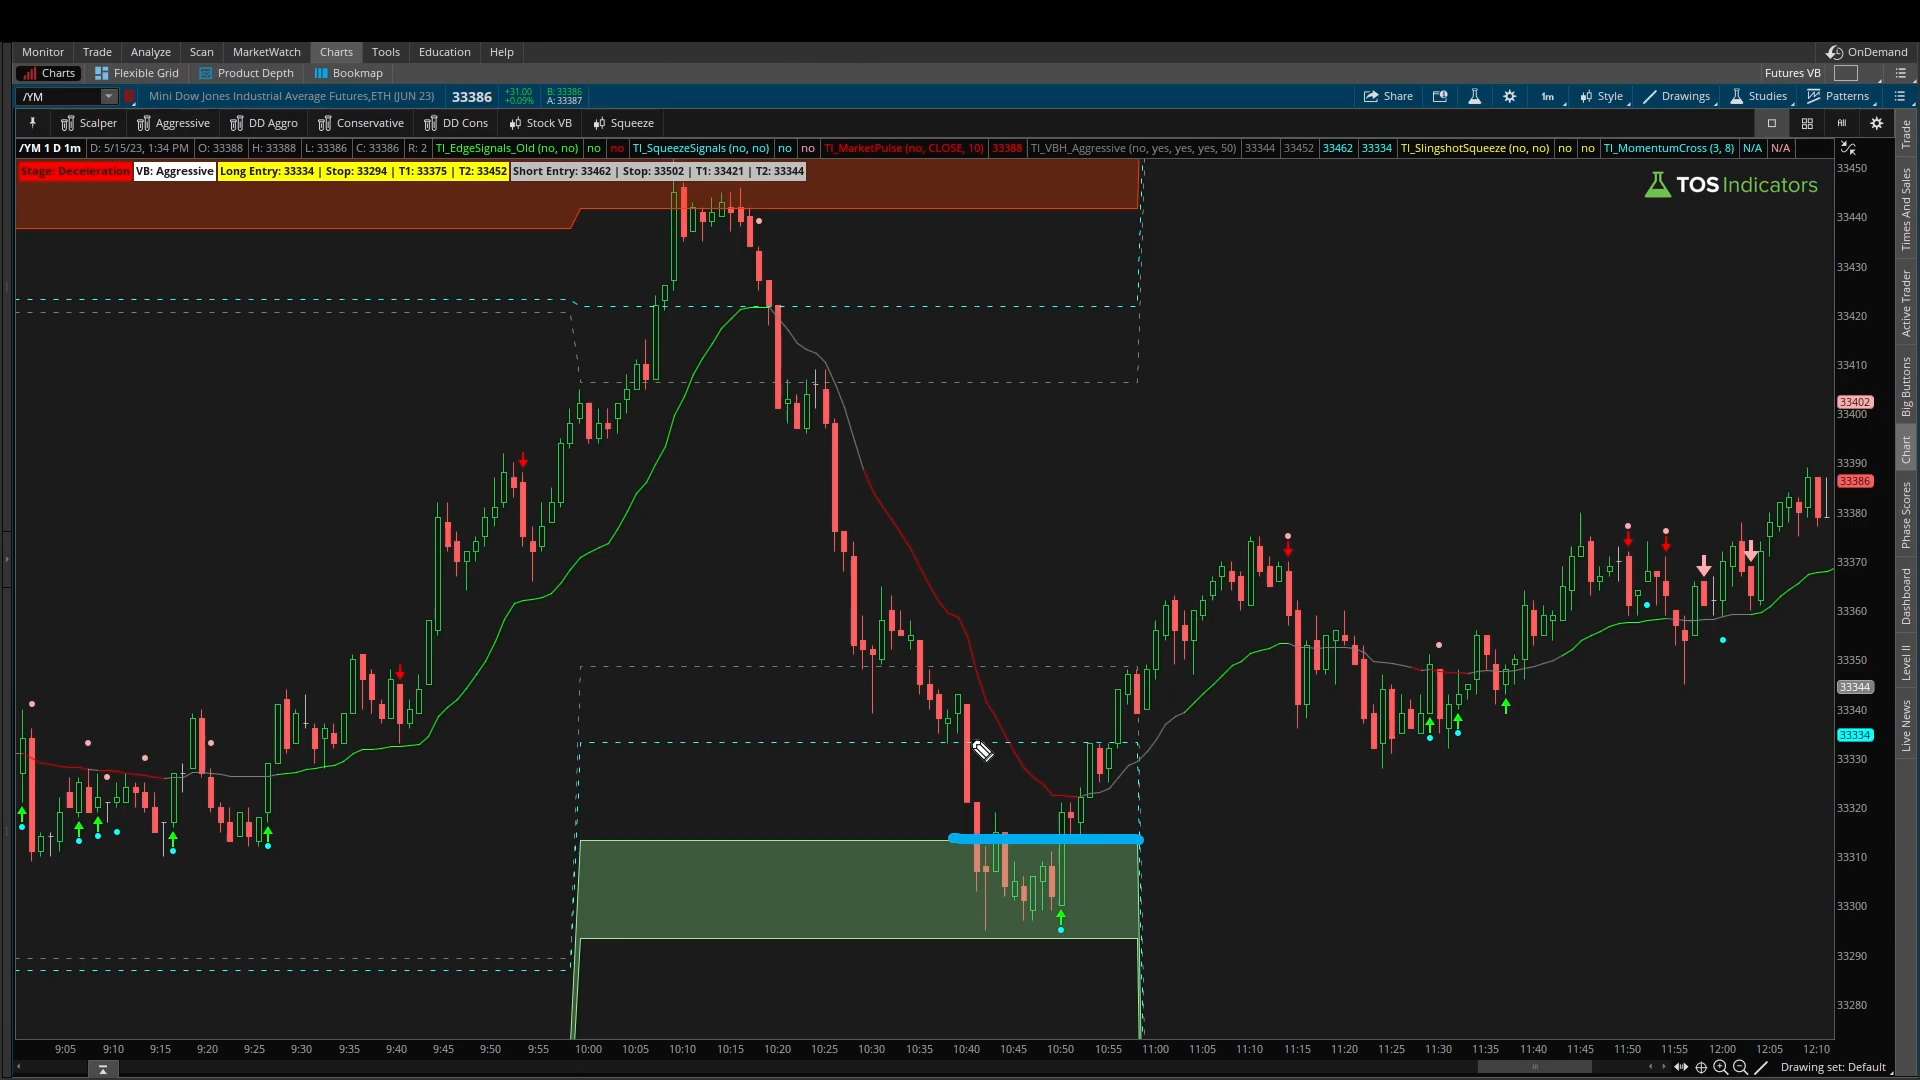 Monitor Trade Analyze Scan MarketWatch Charts Tools Education Help OnDemand
Charts Flexible Grid Product Depth Bookmap Futures VB
/YM Mini Dow Jones Industrial Average Futures,ETH (JUN 23) 33386 +31.00 +0.09% B: 33386 A: 33387 Share 1m Style Drawings Studies Patterns
Scalper Aggressive DD Aggro Conservative DD Cons Stock VB Squeeze All
/YM 1 D 1m D: 5/15/23, 1:34 PM O: 33388 H: 33388 L: 33386 C: 33386 R: 2 TI_EdgeSignals_Old (no, no) no no TI_SqueezeSignals (no, no) no no TI_MarketPulse (no, CLOSE, 10) 33388 TI_VBH_Aggressive (no, yes, yes, yes, 50) 33344 33452 33462 33334 TI_SlingshotSqueeze (no, no) no no TI_MomentumCross (3, 8) N/A N/A
Stage: Deceleration VB: Aggressive Long Entry: 33334 | Stop: 33294 | T1: 33375 | T2: 33452 Short Entry: 33462 | Stop: 33502 | T1: 33421 | T2: 33344
TOS Indicators
33450
33440
33430
33420
33410
33402
33400
33390
33386
33380
33370
33360
33350
33344
33340
33334
33330
33320
33310
33300
33290
33280
Trade
Times And Sales
Active Trader
Big Buttons
Chart
Phase Scores
Dashboard
Level II
Live News
9:05 9:10 9:15 9:20 9:25 9:30 9:35 9:40 9:45 9:50 9:55 10:00 10:05 10:10 10:15 10:20 10:25 10:30 10:35 10:40 10:45 10:50 10:55 11:00 11:05 11:10 11:15 11:20 11:25 11:30 11:35 11:40 11:45 11:50 11:55 12:00 12:05 12:10
Drawing set: Default